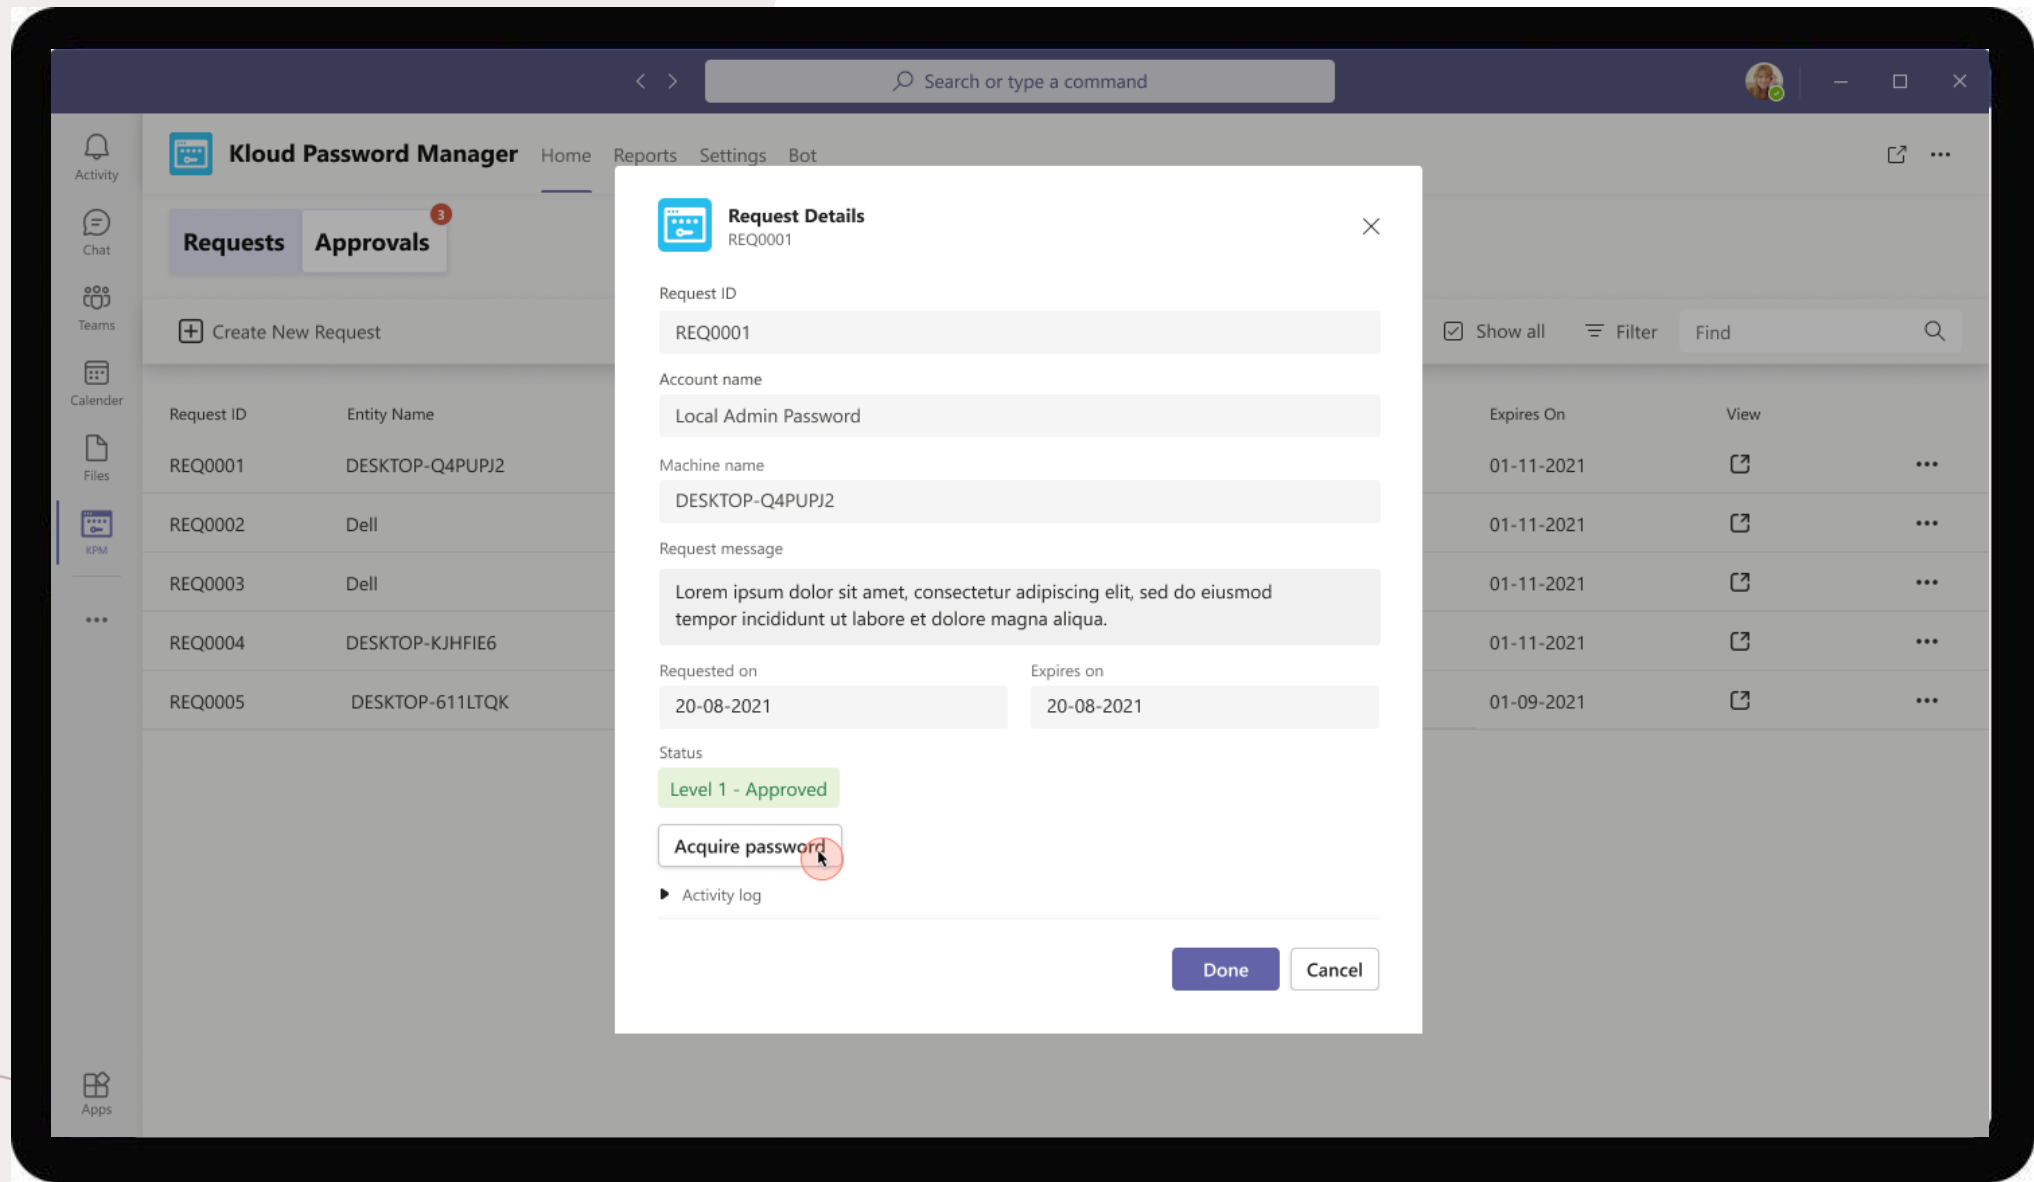 Search or type a command
Activity
Chat
Teams
Calender
Files
KPM
Apps
Kloud Password Manager
Home
Reports
Settings
Bot
Requests
Approvals
3
Create New Request
Show all
Filter
Find
Request ID
Entity Name
Expires On
View
REQ0001
DESKTOP-Q4PUPJ2
01-11-2021
REQ0002
Dell
01-11-2021
REQ0003
Dell
01-11-2021
REQ0004
DESKTOP-KJHFIE6
01-11-2021
REQ0005
DESKTOP-611LTQK
01-09-2021
Request Details
REQ0001
Request ID
REQ0001
Account name
Local Admin Password
Machine name
DESKTOP-Q4PUPJ2
Request message
Lorem ipsum dolor sit amet, consectetur adipiscing elit, sed do eiusmod
tempor incididunt ut labore et dolore magna aliqua.
Requested on
Expires on
20-08-2021
20-08-2021
Status
Level 1 - Approved
Acquire password
Activity log
Done
Cancel